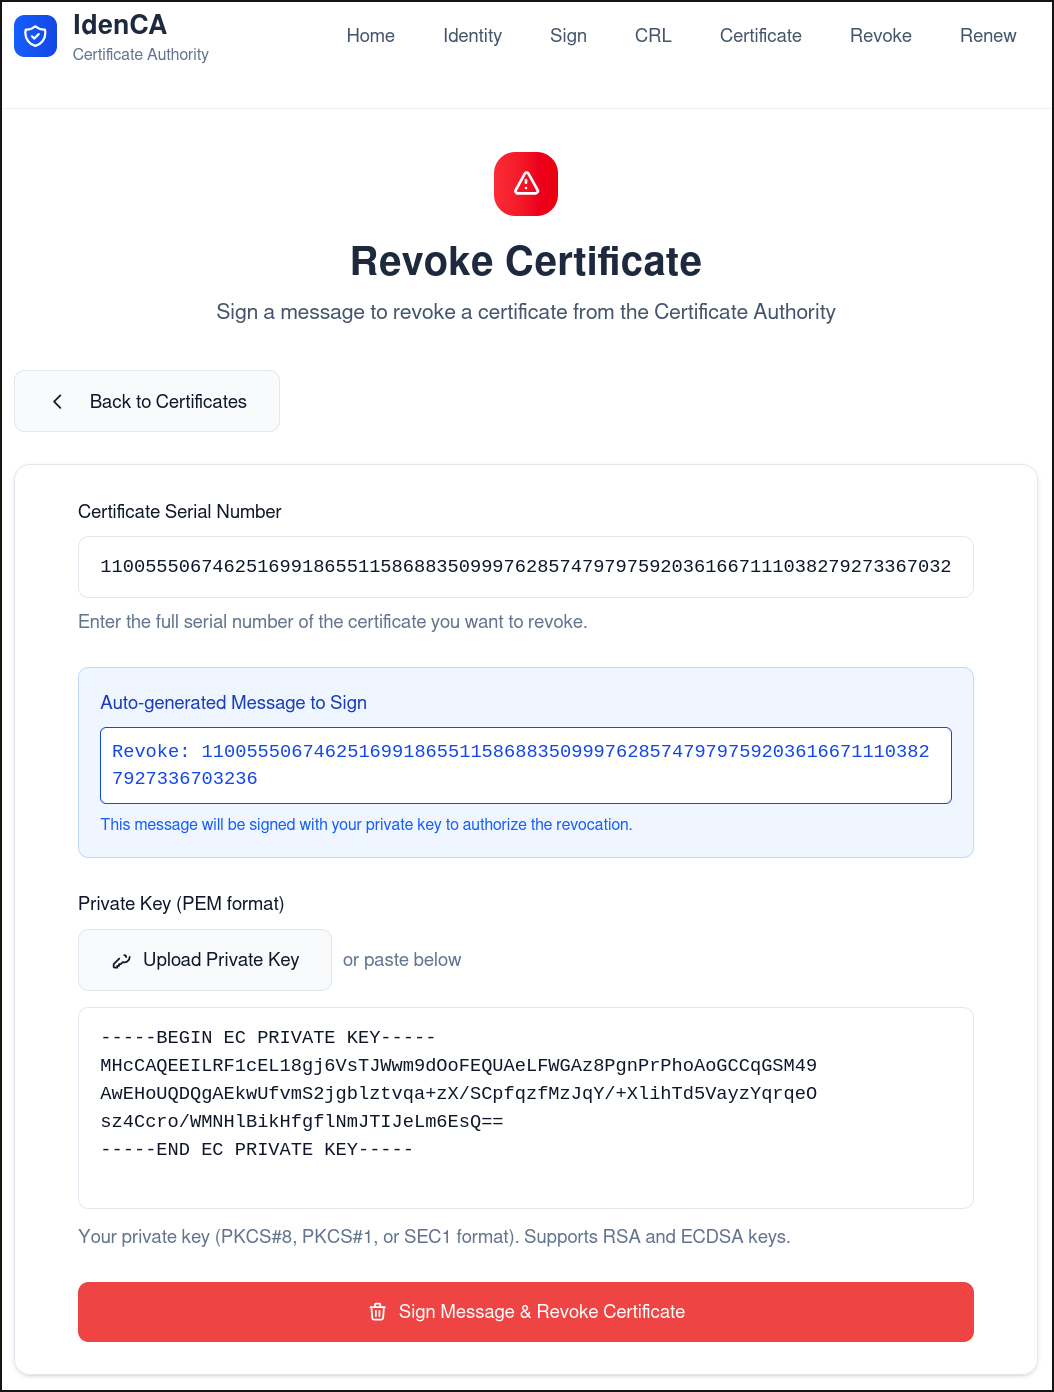 IdenCA
Certificate Authority
Home Identity Sign CRL Certificate Revoke Renew
Revoke Certificate
Sign a message to revoke a certificate from the Certificate Authority
Back to Certificates
Certificate Serial Number
110055506746251699186551158688350999762857479797592036166711103827927336703​2
Enter the full serial number of the certificate you want to revoke.
Auto-generated Message to Sign
Revoke: 11005550674625169918655115868835099976285747979759203616671110382
7927336703236
This message will be signed with your private key to authorize the revocation.
Private Key (PEM format)
Upload Private Key or paste below
-----BEGIN EC PRIVATE KEY-----
MHcCAQEEILRF1cEL18gj6VsTJWwm9dOoFEQUAeLFWGAz8PgnPrPhoAoGCCqGSM49
AwEHoUQDQgAEkwUfvmS2jgblztvqa+zX/SCpfqzfMzJqY/+XlihTd5VayzYqrqeO
sz4Ccro/WMNHlBikHfgflNmJTIJeLm6EsQ==
-----END EC PRIVATE KEY-----
Your private key (PKCS#8, PKCS#1, or SEC1 format). Supports RSA and ECDSA keys.
Sign Message & Revoke Certificate